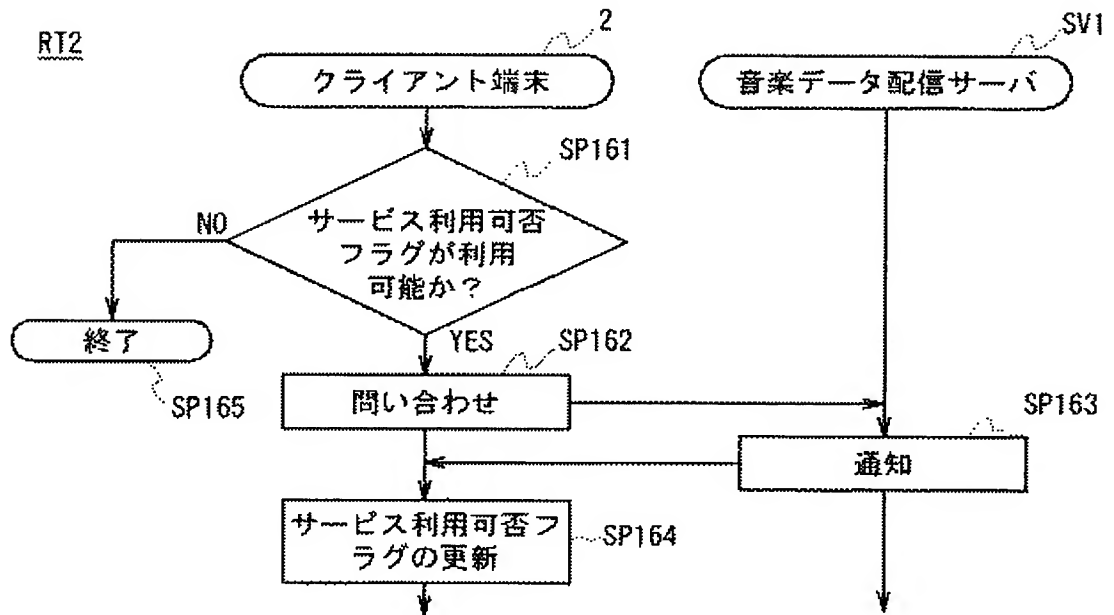 RT2
2
SV1
クライアント端末
音楽データ配信サーバ
SP161
NO
サービス利用可否
フラグが利用
可能か?
終了
YES
SP162
SP165
問い合わせ
SP163
通知
サービス利用可否フ
ラグの更新
SP164